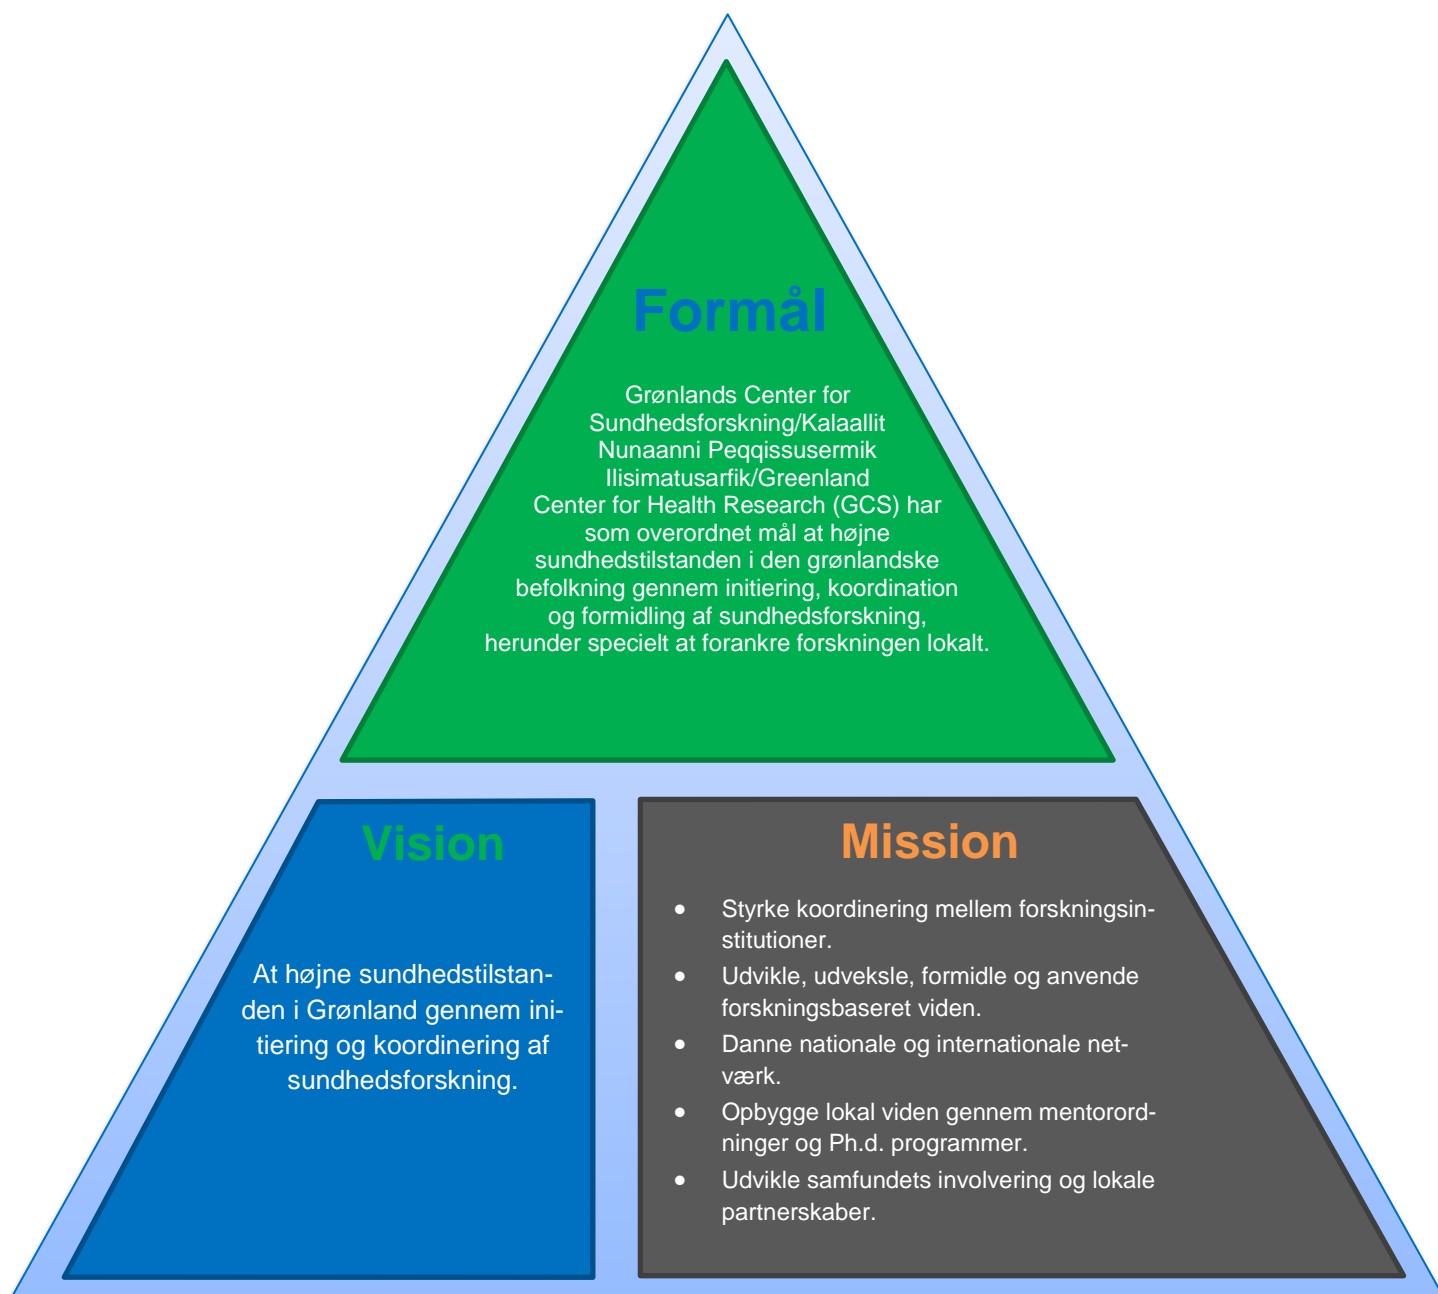 Formål
Grønlands Center for
Sundhedsforskning/Kalaallit
Nunaanni Peqqissusermik
Ilisimatusarfik/Greenland
Center for Health Research (GCS) har
som overordnet mål at højne
sundhedstilstanden i den grønlandske
befolkning gennem initiering, koordination
og formidling af sundhedsforskning,
herunder specielt at forankre forskningen lokalt.
Vision
At højne sundhedstilstan-
den i Grønland gennem ini-
tiering og koordinering af
sundhedsforskning.
Mission
• Styrke koordinering mellem forskningsin-
stitutioner.
• Udvikle, udveksle, formidle og anvende
forskningsbaseret viden.
• Danne nationale og internationale net-
værk.
• Opbygge lokal viden gennem mentorord-
ninger og Ph.d. programmer.
• Udvikle samfundets involvering og lokale
partnerskaber.